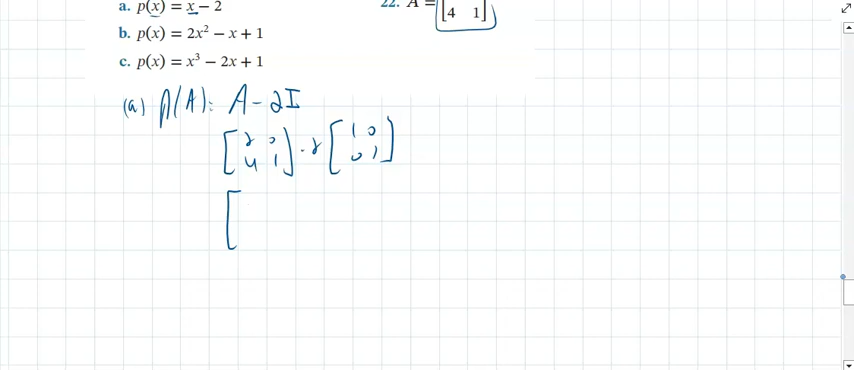 a. p(x) = x − 2
22. A =
[4 1]
b. p(x) = 2x² − x + 1
c. p(x) = x³ − 2x + 1
(a) p(A): A − 2I
[2 0
4 1] - 2 [1 0
0 1]
[